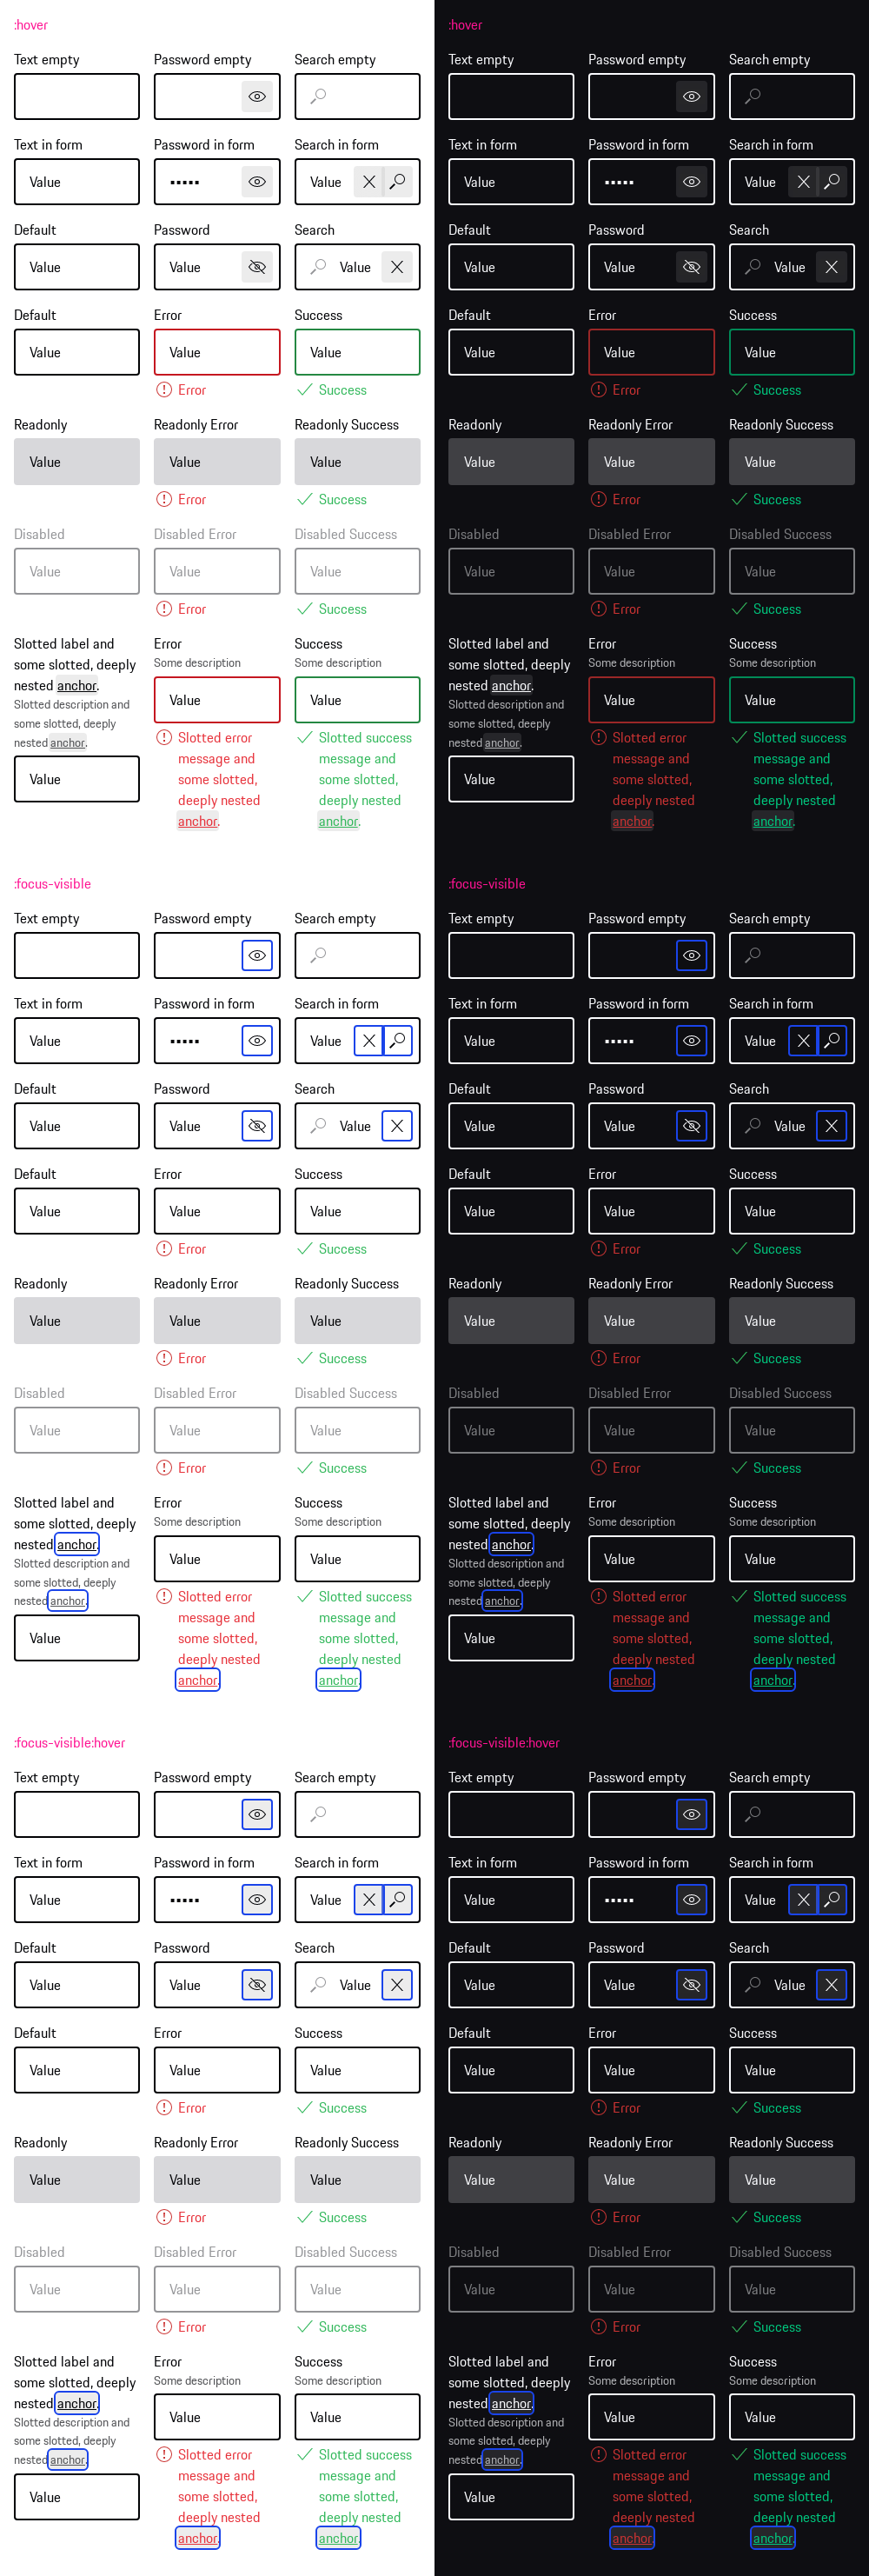 :hover
Text empty
Password empty
Search empty
Text in form
Password in form
Search in form
Value
•••••
Value
Default
Password
Search
Value
Value
Value
Default
Error
Success
Value
Value
Value
Error
Success
Readonly
Readonly Error
Readonly Success
Value
Value
Value
Error
Success
Disabled
Disabled Error
Disabled Success
Value
Value
Value
Error
Success
Slotted label and
some slotted, deeply
nested anchor.
Slotted description and
some slotted, deeply
nested anchor.
Value
Error
Some description
Value
Slotted error
message and
some slotted,
deeply nested
anchor.
Success
Some description
Value
Slotted success
message and
some slotted,
deeply nested
anchor.
:focus-visible
Text empty
Password empty
Search empty
Text in form
Password in form
Search in form
Value
•••••
Value
Default
Password
Search
Value
Value
Value
Default
Error
Success
Value
Value
Value
Error
Success
Readonly
Readonly Error
Readonly Success
Value
Value
Value
Error
Success
Disabled
Disabled Error
Disabled Success
Value
Value
Value
Error
Success
Slotted label and
some slotted, deeply
nested anchor.
Slotted description and
some slotted, deeply
nested anchor.
Value
Error
Some description
Value
Slotted error
message and
some slotted,
deeply nested
anchor.
Success
Some description
Value
Slotted success
message and
some slotted,
deeply nested
anchor.
:focus-visible:hover
Text empty
Password empty
Search empty
Text in form
Password in form
Search in form
Value
•••••
Value
Default
Password
Search
Value
Value
Value
Default
Error
Success
Value
Value
Value
Error
Success
Readonly
Readonly Error
Readonly Success
Value
Value
Value
Error
Success
Disabled
Disabled Error
Disabled Success
Value
Value
Value
Error
Success
Slotted label and
some slotted, deeply
nested anchor.
Slotted description and
some slotted, deeply
nested anchor.
Value
Error
Some description
Value
Slotted error
message and
some slotted,
deeply nested
anchor.
Success
Some description
Value
Slotted success
message and
some slotted,
deeply nested
anchor.
:hover
Text empty
Password empty
Search empty
Text in form
Password in form
Search in form
Value
•••••
Value
Default
Password
Search
Value
Value
Value
Default
Error
Success
Value
Value
Value
Error
Success
Readonly
Readonly Error
Readonly Success
Value
Value
Value
Error
Success
Disabled
Disabled Error
Disabled Success
Value
Value
Value
Error
Success
Slotted label and
some slotted, deeply
nested anchor.
Slotted description and
some slotted, deeply
nested anchor.
Value
Error
Some description
Value
Slotted error
message and
some slotted,
deeply nested
anchor.
Success
Some description
Value
Slotted success
message and
some slotted,
deeply nested
anchor.
:focus-visible
Text empty
Password empty
Search empty
Text in form
Password in form
Search in form
Value
•••••
Value
Default
Password
Search
Value
Value
Value
Default
Error
Success
Value
Value
Value
Error
Success
Readonly
Readonly Error
Readonly Success
Value
Value
Value
Error
Success
Disabled
Disabled Error
Disabled Success
Value
Value
Value
Error
Success
Slotted label and
some slotted, deeply
nested anchor.
Slotted description and
some slotted, deeply
nested anchor.
Value
Error
Some description
Value
Slotted error
message and
some slotted,
deeply nested
anchor.
Success
Some description
Value
Slotted success
message and
some slotted,
deeply nested
anchor.
:focus-visible:hover
Text empty
Password empty
Search empty
Text in form
Password in form
Search in form
Value
•••••
Value
Default
Password
Search
Value
Value
Value
Default
Error
Success
Value
Value
Value
Error
Success
Readonly
Readonly Error
Readonly Success
Value
Value
Value
Error
Success
Disabled
Disabled Error
Disabled Success
Value
Value
Value
Error
Success
Slotted label and
some slotted, deeply
nested anchor.
Slotted description and
some slotted, deeply
nested anchor.
Value
Error
Some description
Value
Slotted error
message and
some slotted,
deeply nested
anchor.
Success
Some description
Value
Slotted success
message and
some slotted,
deeply nested
anchor.